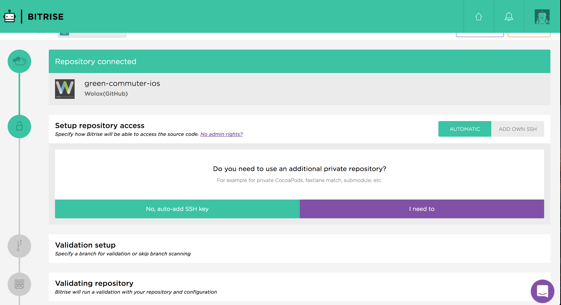 BITRISE
Repository connected
green-commuter-ios
Wolox(GitHub)
Setup repository access
Specify how Bitrise will be able to access the source code. No admin rights?
AUTOMATIC
ADD OWN SSH
Do you need to use an additional private repository?
For example for private CocoaPods, fastlane match, submodule, etc.
No, auto-add SSH key
I need to
Validation setup
Specify a branch for validation or skip branch scanning
Validating repository
Bitrise will run a validation with your repository and configuration